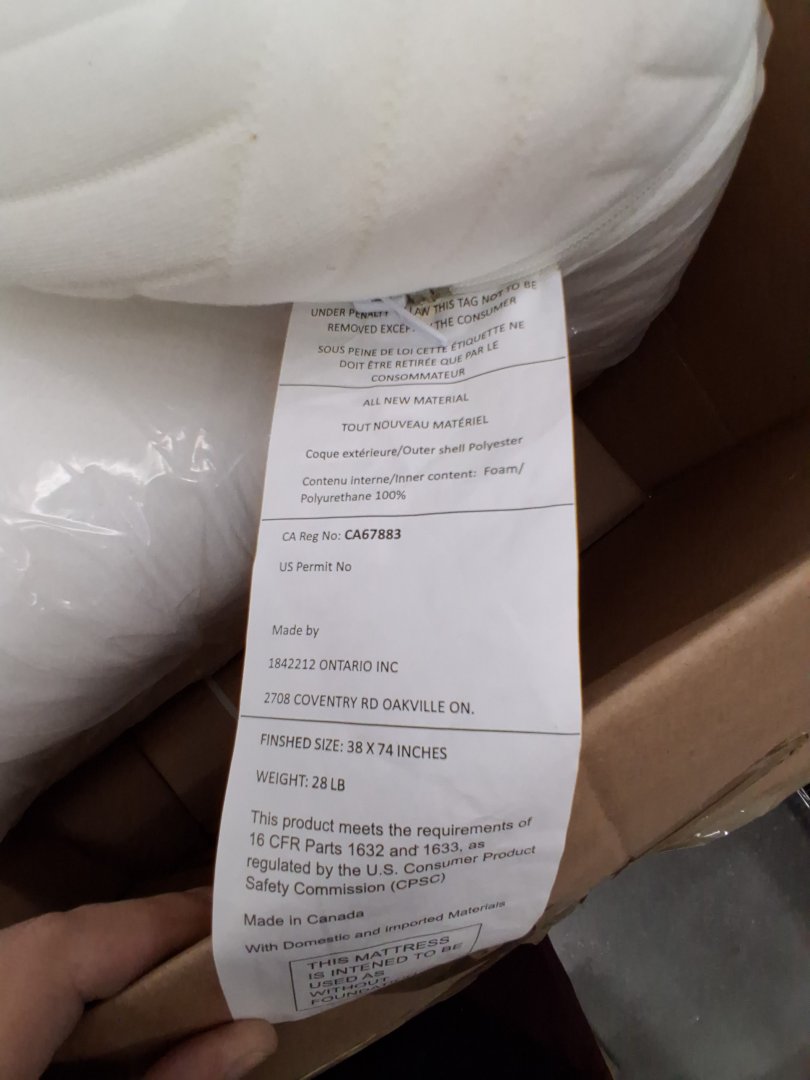 UNDER PENALTY LAW THIS TAG NOT TO BE
REMOVED EXCEP THE CONSUMER
SOUS PEINE DE LOI CETTE ÉTIQUETTE NE
DOIT ÊTRE RETIRÉE QUE PAR LE
CONSOMMATEUR
ALL NEW MATERIAL
TOUT NOUVEAU MATÉRIEL
Coque extérieure/Outer shell Polyester
Contenu interne/Inner content: Foam/
Polyurethane 100%
CA Reg No: CA67883
US Permit No
Made by
1842212 ONTARIO INC
2708 COVENTRY RD OAKVILLE ON.
FINSHED SIZE: 38 X 74 INCHES
WEIGHT: 28 LB
This product meets the requirements of
16 CFR Parts 1632 and 1633, as
regulated by the U.S. Consumer Product
Safety Commission (CPSC)
Made in Canada
With Domestic and imported Materials
THIS MATTRESS
IS INTENED TO BE
USED AS
WITHOUT